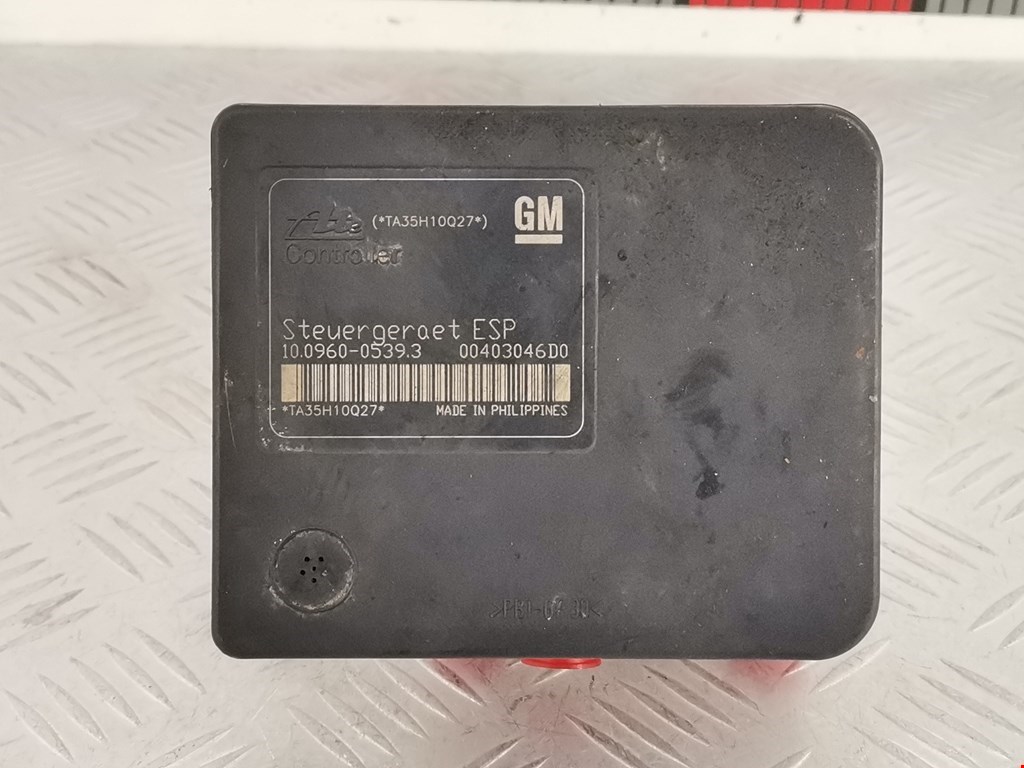 Ate (*TA35H10Q27*) GM
Controller
Steuergeraet ESP
10.0960-0539.3 00403046D0
*TA35H10Q27* MADE IN PHILIPPINES